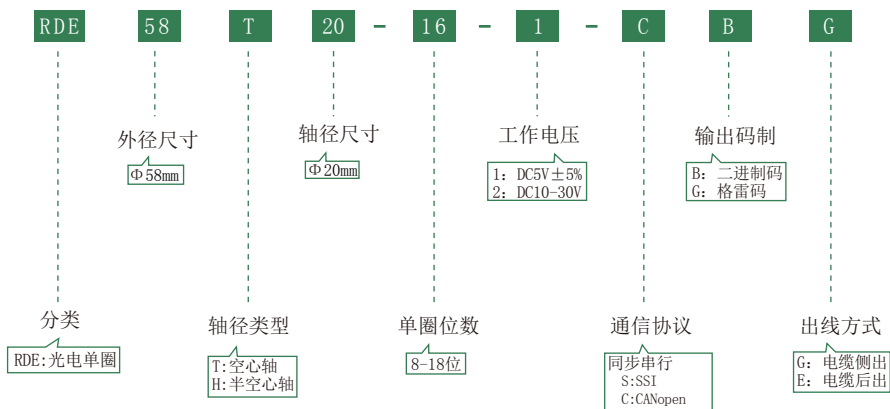 RDE 58 T 20 - 16 - 1 - C B G
外径尺寸
Φ58mm
轴径尺寸
Φ20mm
工作电压
1: DC5V±5%
2: DC10-30V
输出码制
B: 二进制码
G: 格雷码
分类
RDE:光电单圈
轴径类型
T:空心轴
H:半空心轴
单圈位数
8-18位
通信协议
同步串行
S:SSI
C:CANopen
出线方式
G: 电缆侧出
E: 电缆后出